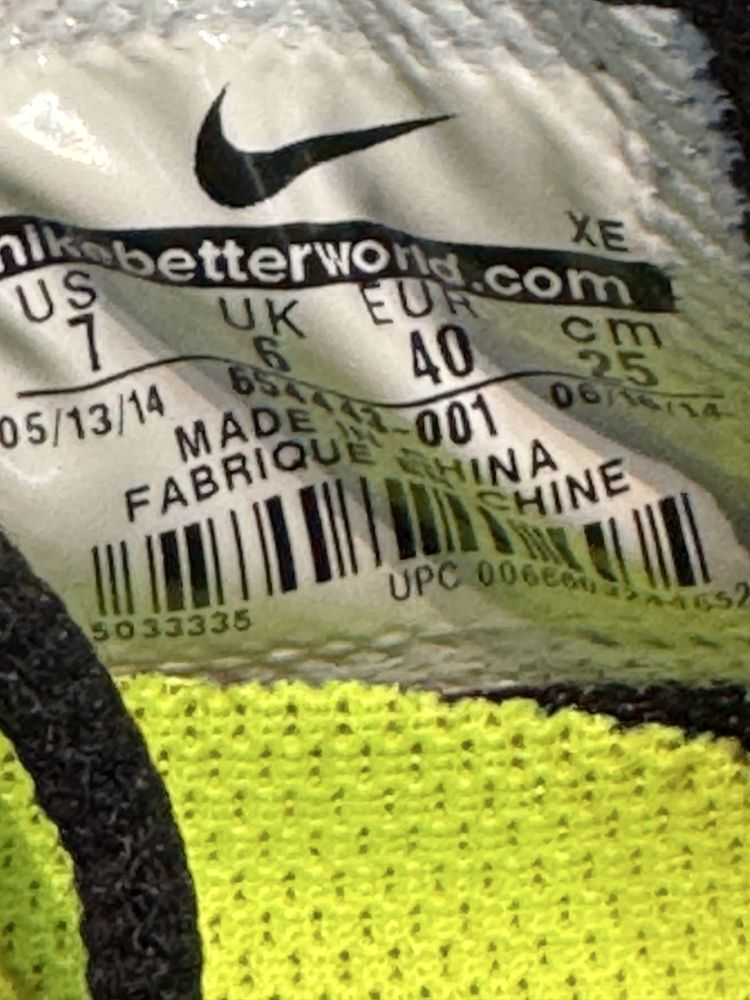 XE
nikebetterworld.com
US UK EUR cm
7 6 40 25
05/13/14
-001
MADE IN CHINA
FABRIQUE CHINE
UPC
5033335